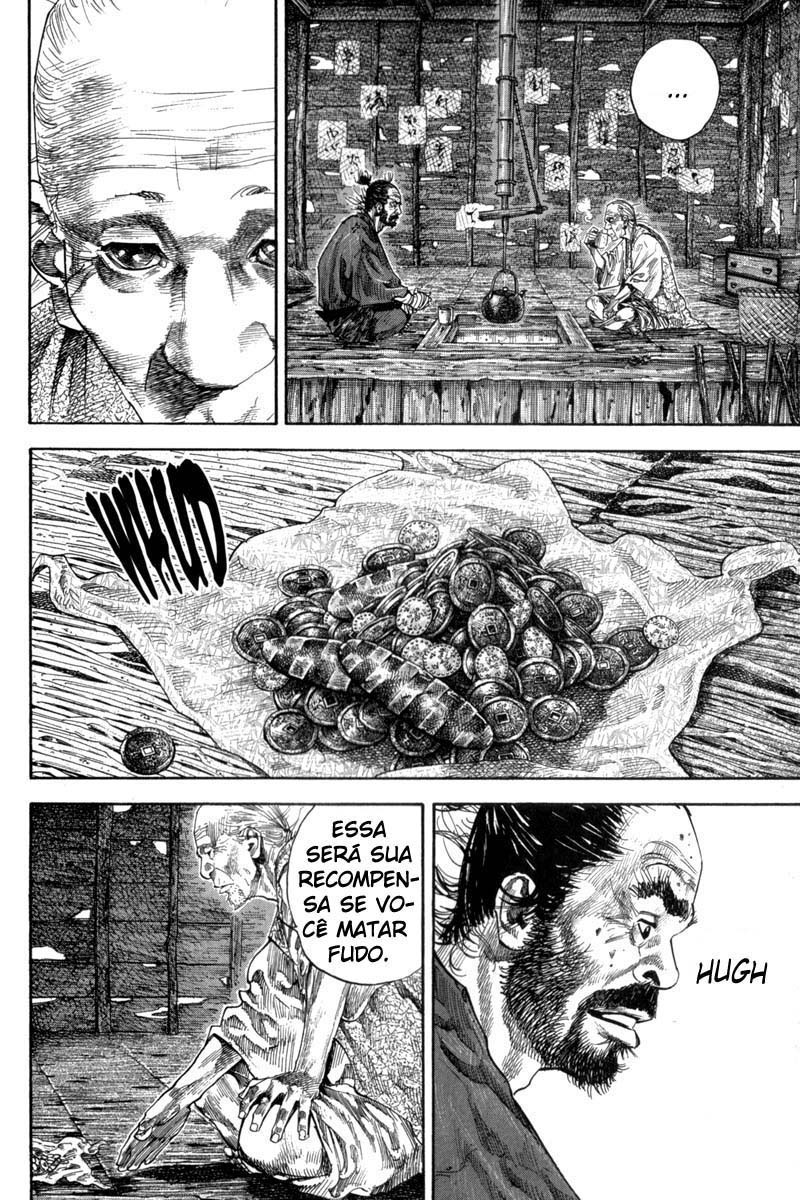 ...
WHUD
HUGH
ESSA
SERÁ SUA
RECOMPEN-
SA SE VO-
CÊ MATAR
FUDO.